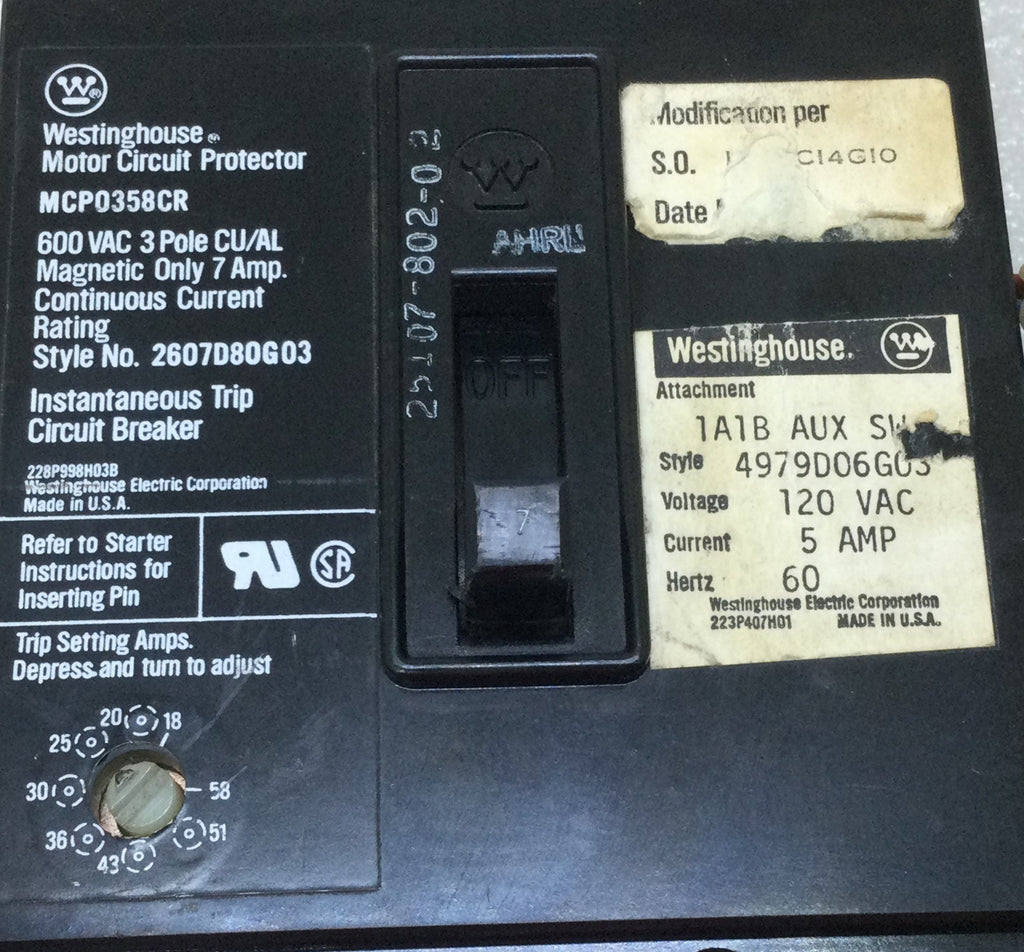 Westinghouse®
Motor Circuit Protector
MCP0358CR
600 VAC 3 Pole CU/AL
Magnetic Only 7 Amp.
Continuous Current
Rating
Style No. 2607D80G03
Instantaneous Trip
Circuit Breaker
228P998H03B
Westinghouse Electric Corporation
Made in U.S.A.
Refer to Starter
Instructions for
Inserting Pin
Trip Setting Amps.
Depress and turn to adjust
20 18
25
30 58
36 51
43
W
OFF
7
Modification per
S.O. C14G10
Date
Westinghouse.
Attachment
1A1B AUX
Style 4979D06G03
Voltage 120 VAC
Current 5 AMP
Hertz 60
Westinghouse Electric Corporation
223P407H01 MADE IN U.S.A.